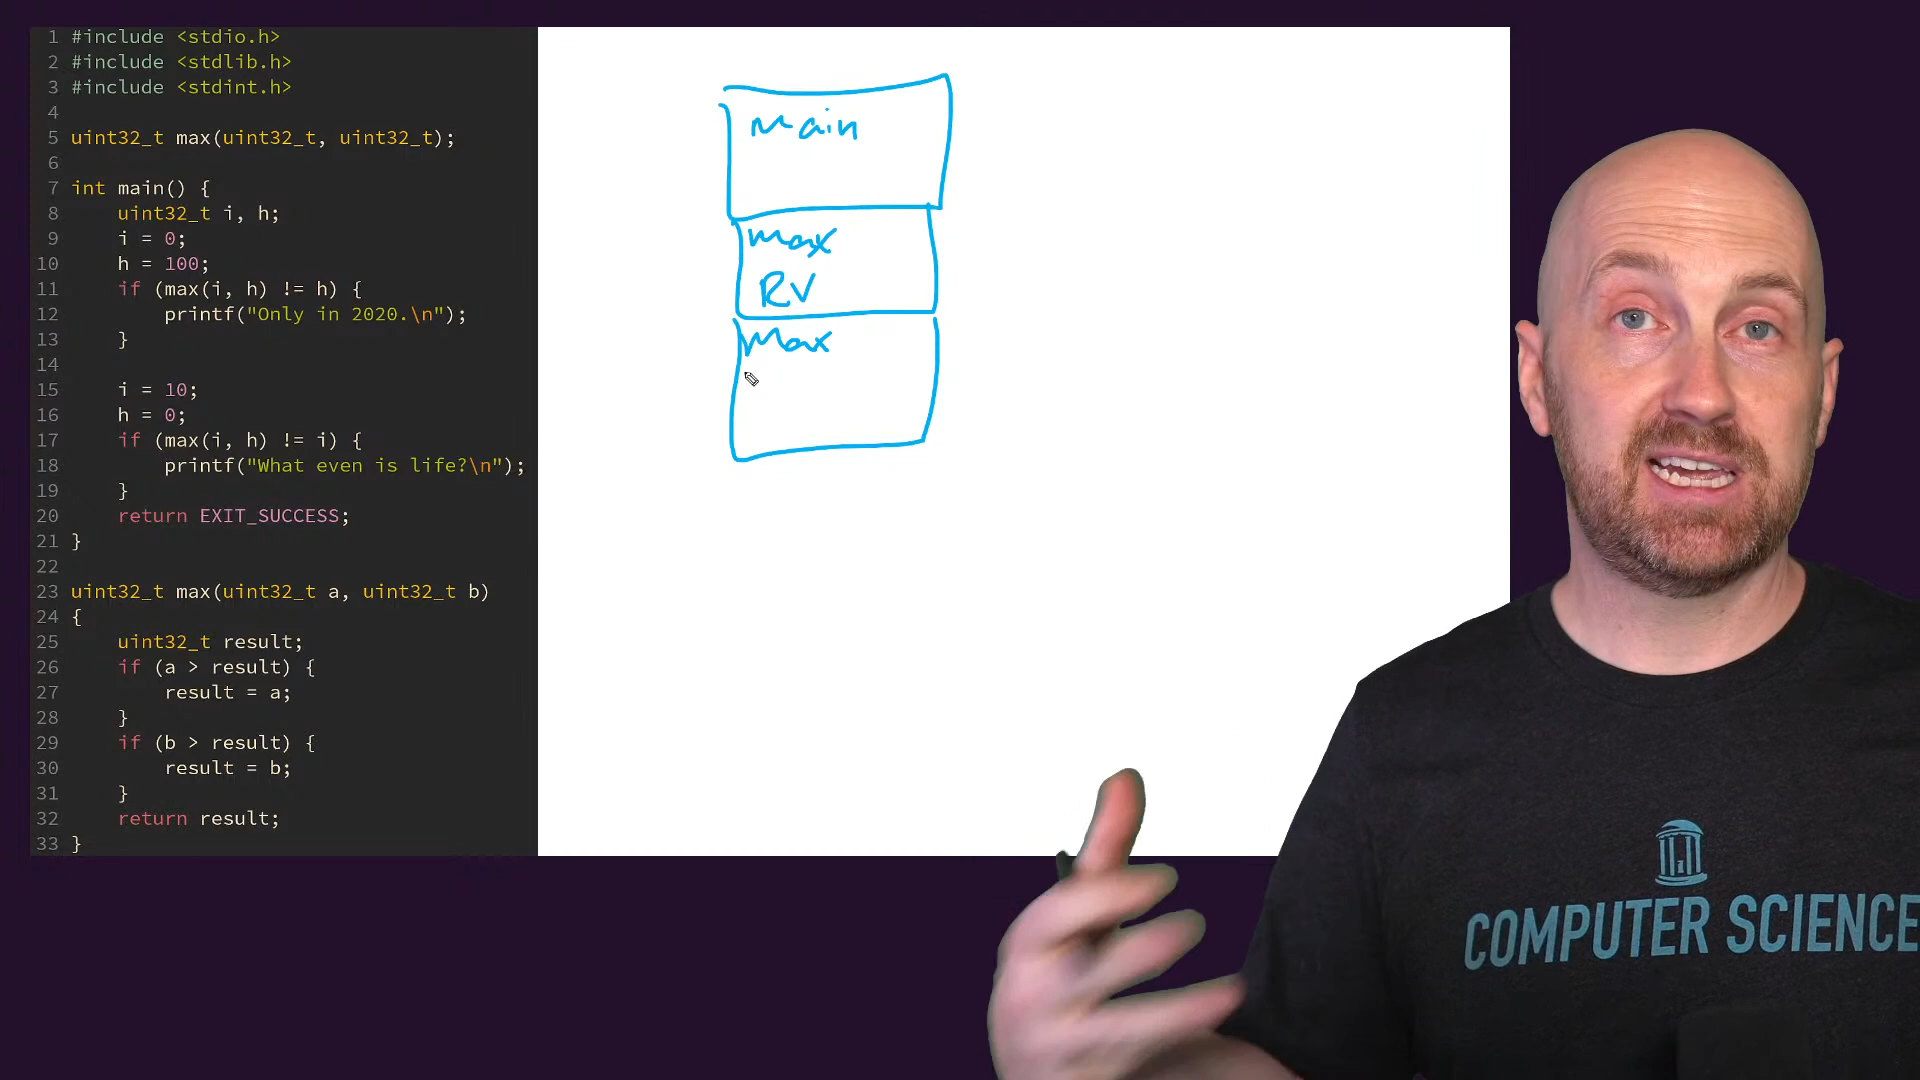 1 #include <stdio.h>
2 #include <stdlib.h>
3 #include <stdint.h>
4
5 uint32_t max(uint32_t, uint32_t);
6
7 int main() {
8     uint32_t i, h;
9     i = 0;
10     h = 100;
11     if (max(i, h) != h) {
12         printf("Only in 2020.\n");
13     }
14
15     i = 10;
16     h = 0;
17     if (max(i, h) != i) {
18         printf("What even is life?\n");
19     }
20     return EXIT_SUCCESS;
21 }
22
23 uint32_t max(uint32_t a, uint32_t b)
24 {
25     uint32_t result;
26     if (a > result) {
27         result = a;
28     }
29     if (b > result) {
30         result = b;
31     }
32     return result;
33 }
main
max
RV
Max
COMPUTER SCIENCE